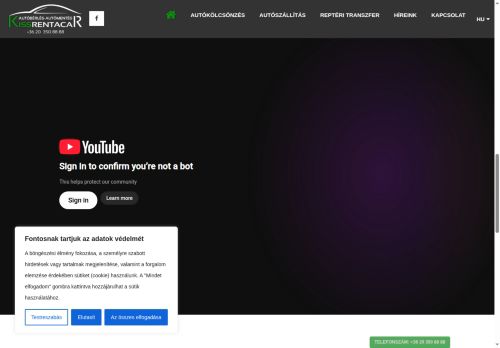 AUTÓBÉRLÉS-AUTÓMENTÉS
KISSRENTACAR
+36 20 350 88 88
AUTÓKÖLCSÖNZÉS
AUTÓSZÁLLÍTÁS
REPTÉRI TRANSZFER
HÍREINK
KAPCSOLAT
HU
YouTube
Sign in to confirm you're not a bot
This helps protect our community
Sign in
Learn more
Fontosnak tartjuk az adatok védelmét
A böngészési élmény fokozása, a személyre szabott
hirdetések vagy tartalmak megjelenítése, valamint a forgalom
elemzése érdekében sütiket (cookie) használunk. A "Mindet
elfogadom" gombra kattintva hozzájárulhat a sütik
használatához.
Testreszabás
Elutasít
Az összes elfogadása
TELEFONSZÁM: +36 20 359 88 88